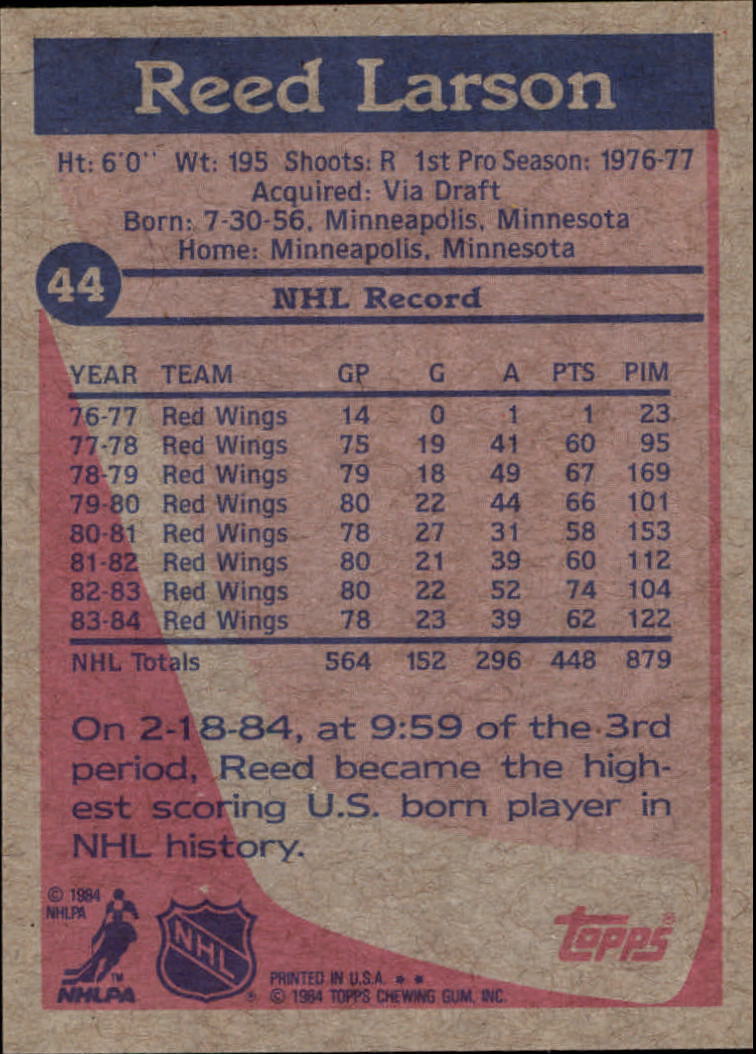 Reed Larson
Ht: 6'0" Wt: 195 Shoots: R 1st Pro Season: 1976-77
Acquired: Via Draft
Born: 7-30-56, Minneapolis, Minnesota
Home: Minneapolis, Minnesota
44
NHL Record
YEAR TEAM GP G A PTS PIM
76-77 Red Wings 14 0 1 1 23
77-78 Red Wings 75 19 41 60 95
78-79 Red Wings 79 18 49 67 169
79-80 Red Wings 80 22 44 66 101
80-81 Red Wings 78 27 31 58 153
81-82 Red Wings 80 21 39 60 112
82-83 Red Wings 80 22 52 74 104
83-84 Red Wings 78 23 39 62 122
NHL Totals 564 152 296 448 879
On 2-18-84, at 9:59 of the 3rd
period, Reed became the high-
est scoring U.S. born player in
NHL history.
© 1984
NHLPA
™
NHLPA
NHL
®
PRINTED IN U.S.A. * *
© 1984 TOPPS CHEWING GUM, INC.
topps®